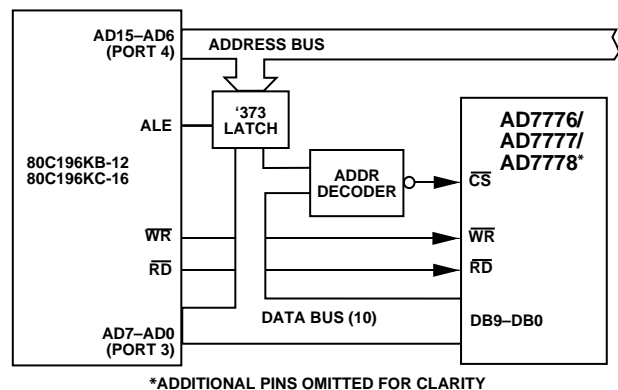 AD15–AD6
(PORT 4)
ADDRESS BUS
ALE
'373
LATCH
AD7776/
AD7777/
AD7778*
80C196KB-12
80C196KC-16
ADDR
DECODER
CS
WR
WR
RD
RD
DATA BUS (10)
DB9–DB0
AD7–AD0
(PORT 3)
*ADDITIONAL PINS OMITTED FOR CLARITY